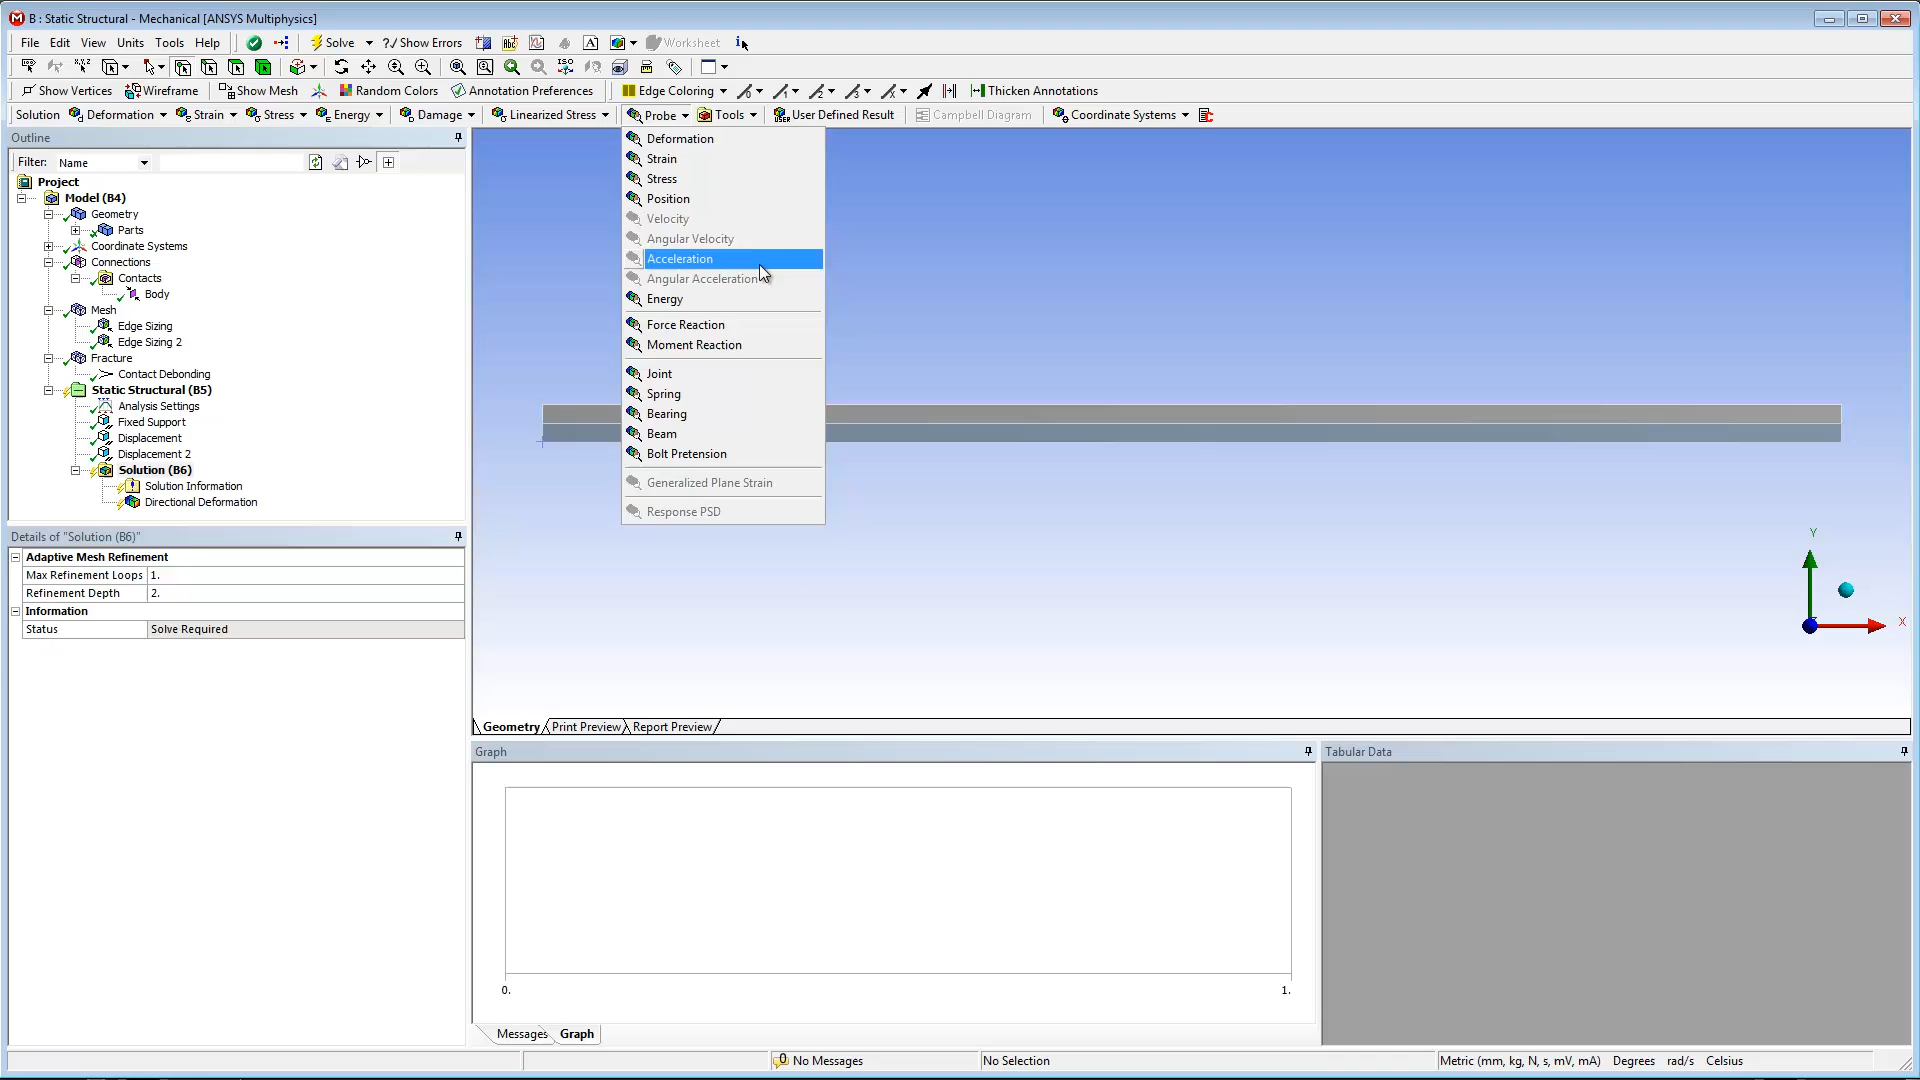 B : Static Structural - Mechanical [ANSYS Multiphysics]
File Edit View Units Tools Help Solve ?/ Show Errors Worksheet
Show Vertices Wireframe Show Mesh Random Colors Annotation Preferences Edge Coloring Thicken Annotations
Solution Deformation Strain Stress Energy Damage Linearized Stress Probe Tools User Defined Result Campbell Diagram Coordinate Systems
Outline
Filter: Name
Project
Model (B4)
Geometry
Parts
Coordinate Systems
Connections
Contacts
Body
Mesh
Edge Sizing
Edge Sizing 2
Fracture
Contact Debonding
Static Structural (B5)
Analysis Settings
Fixed Support
Displacement
Displacement 2
Solution (B6)
Solution Information
Directional Deformation
Details of "Solution (B6)"
Adaptive Mesh Refinement
Max Refinement Loops 1.
Refinement Depth 2.
Information
Status Solve Required
Deformation
Strain
Stress
Position
Velocity
Angular Velocity
Acceleration
Angular Acceleration
Energy
Force Reaction
Moment Reaction
Joint
Spring
Bearing
Beam
Bolt Pretension
Generalized Plane Strain
Response PSD
Y
X
Geometry Print Preview Report Preview
Graph
0. 1.
Messages Graph
Tabular Data
No Messages No Selection Metric (mm, kg, N, s, mV, mA) Degrees rad/s Celsius